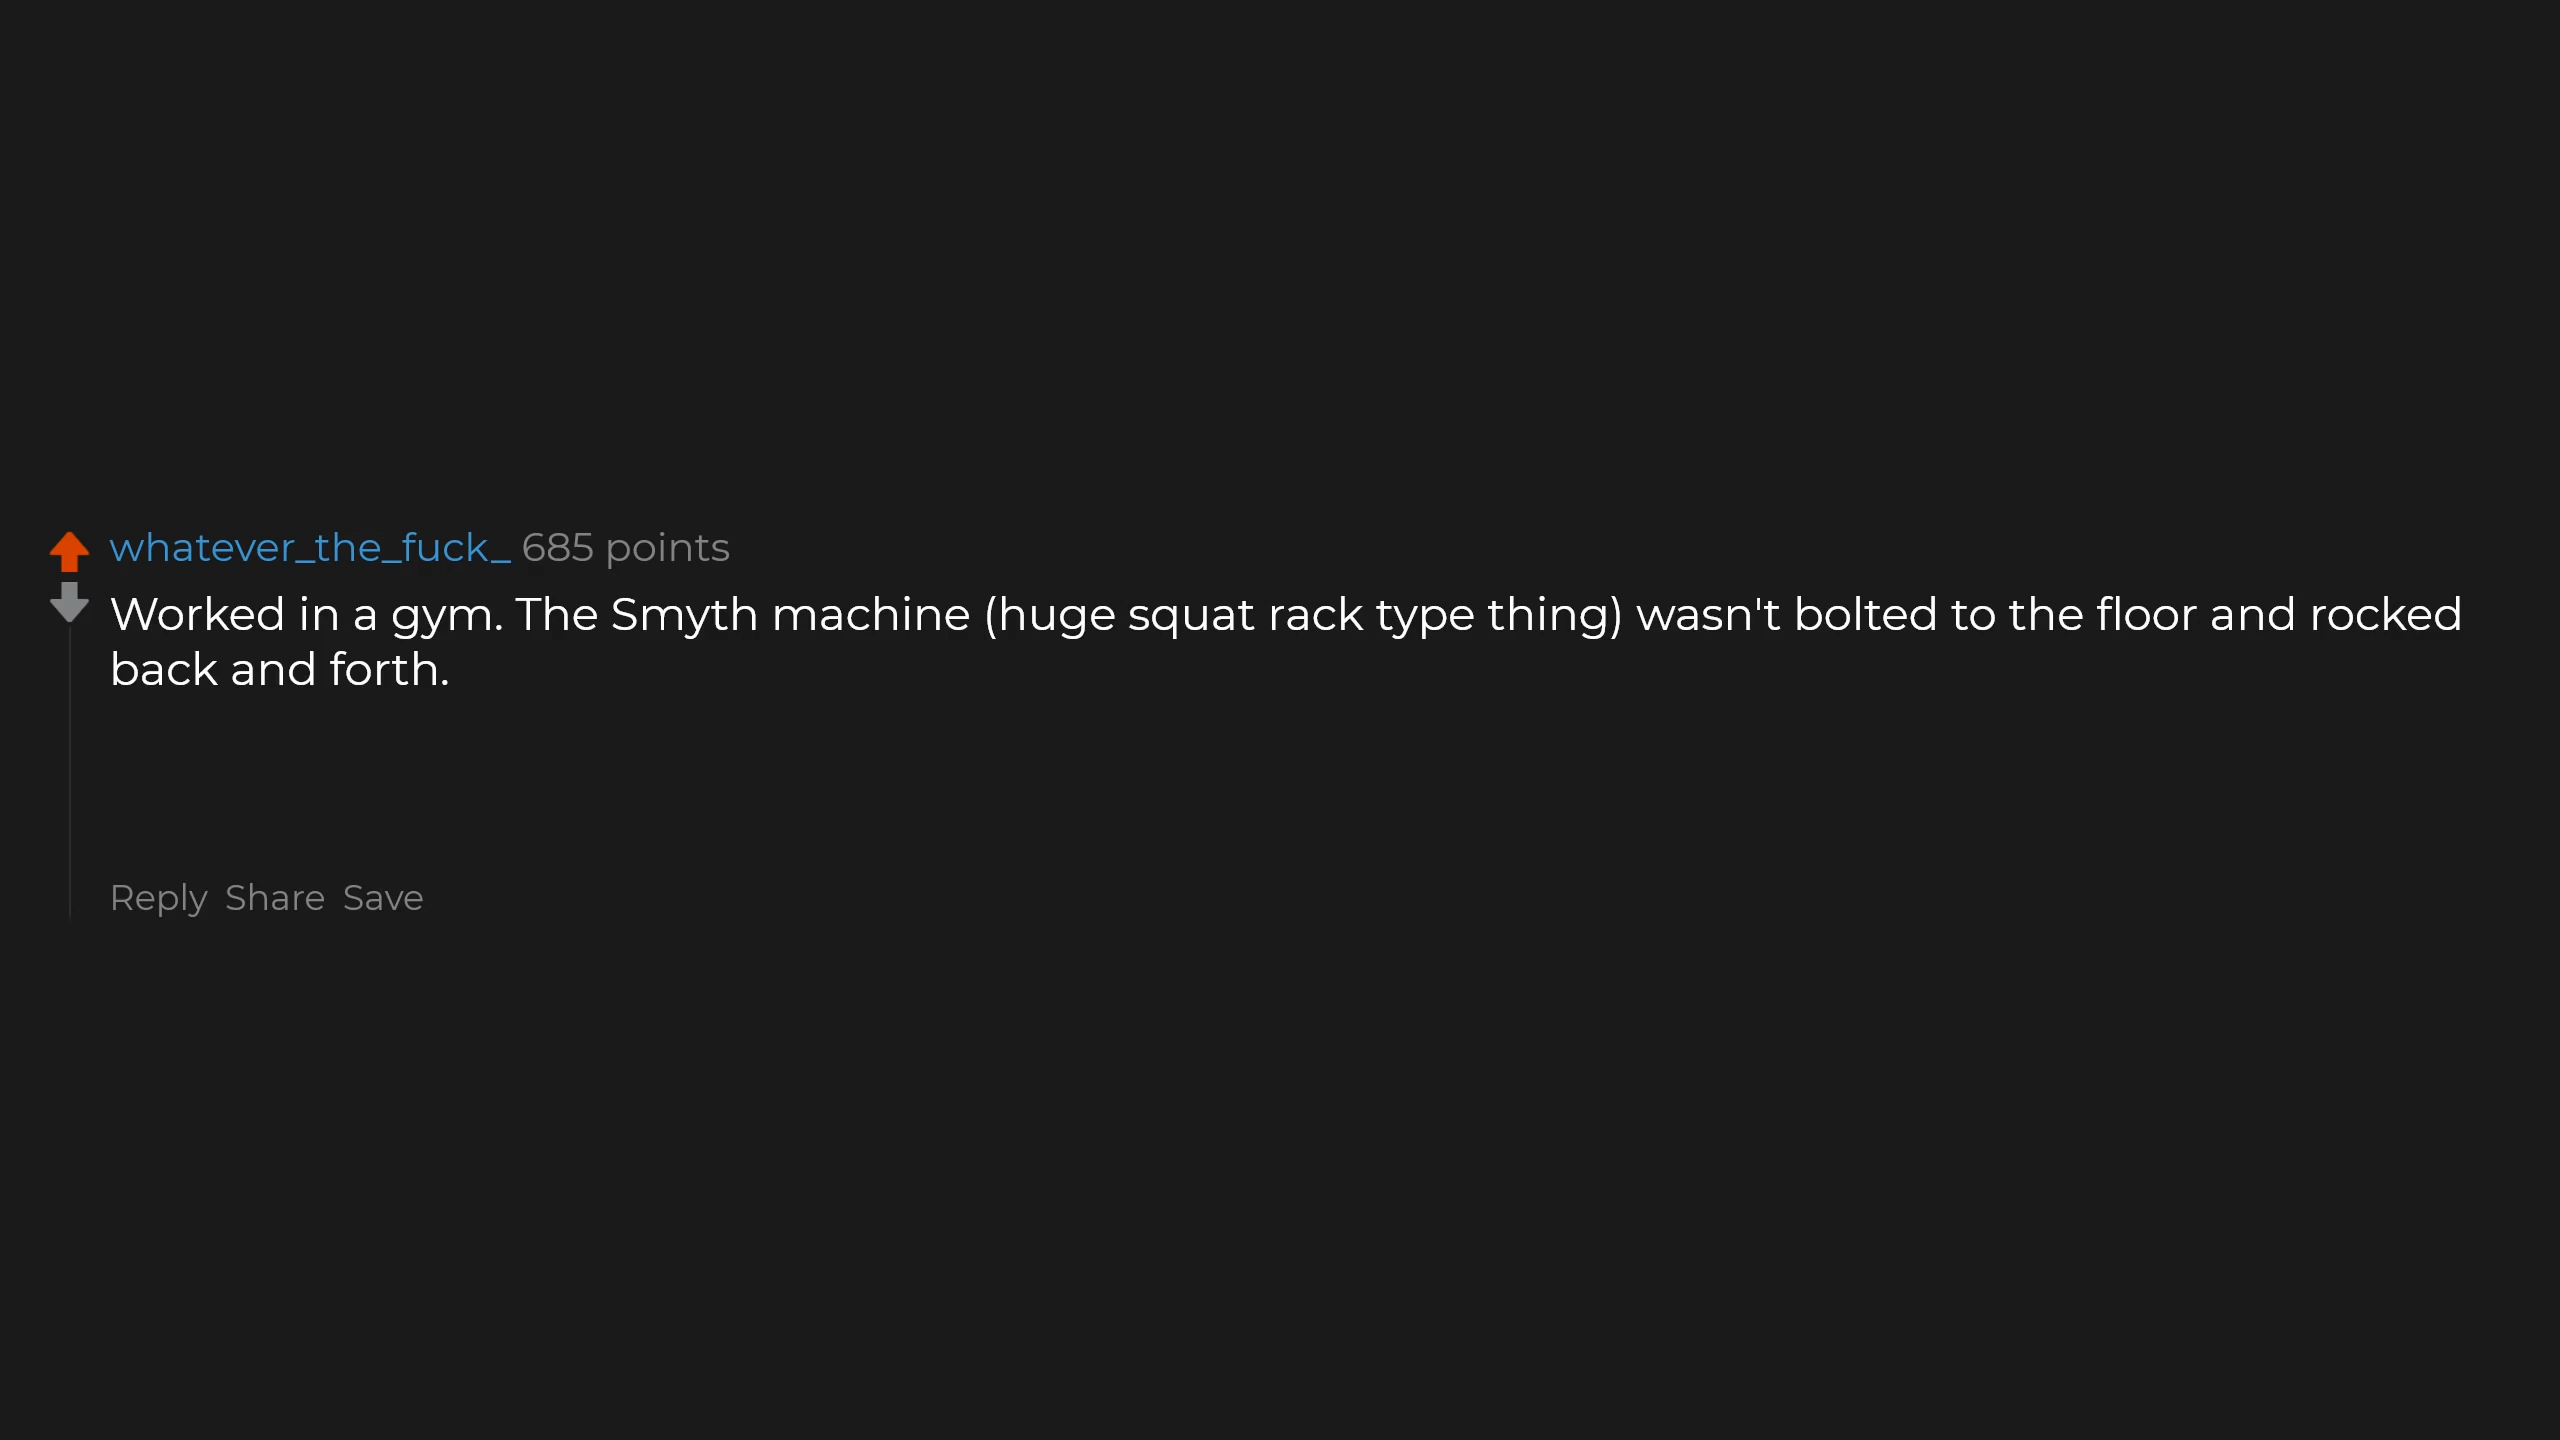 whatever_the_fuck_ 685 points
Worked in a gym. The Smyth machine (huge squat rack type thing) wasn't bolted to the floor and rocked
back and forth.
Reply Share Save